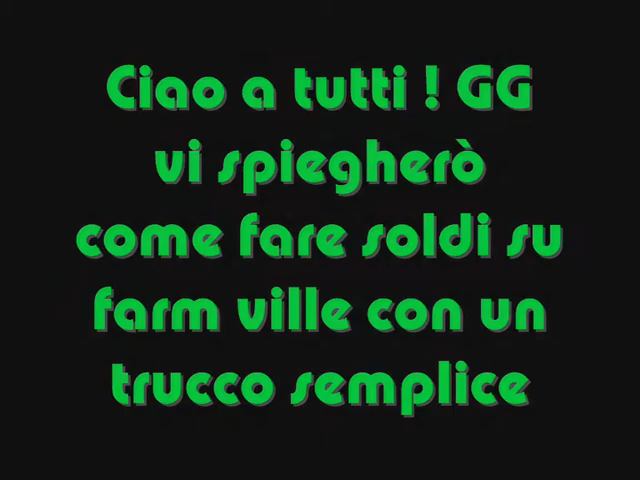 Ciao a tutti ! GG
vi spiegherò
come fare soldi su
farm ville con un
trucco semplice